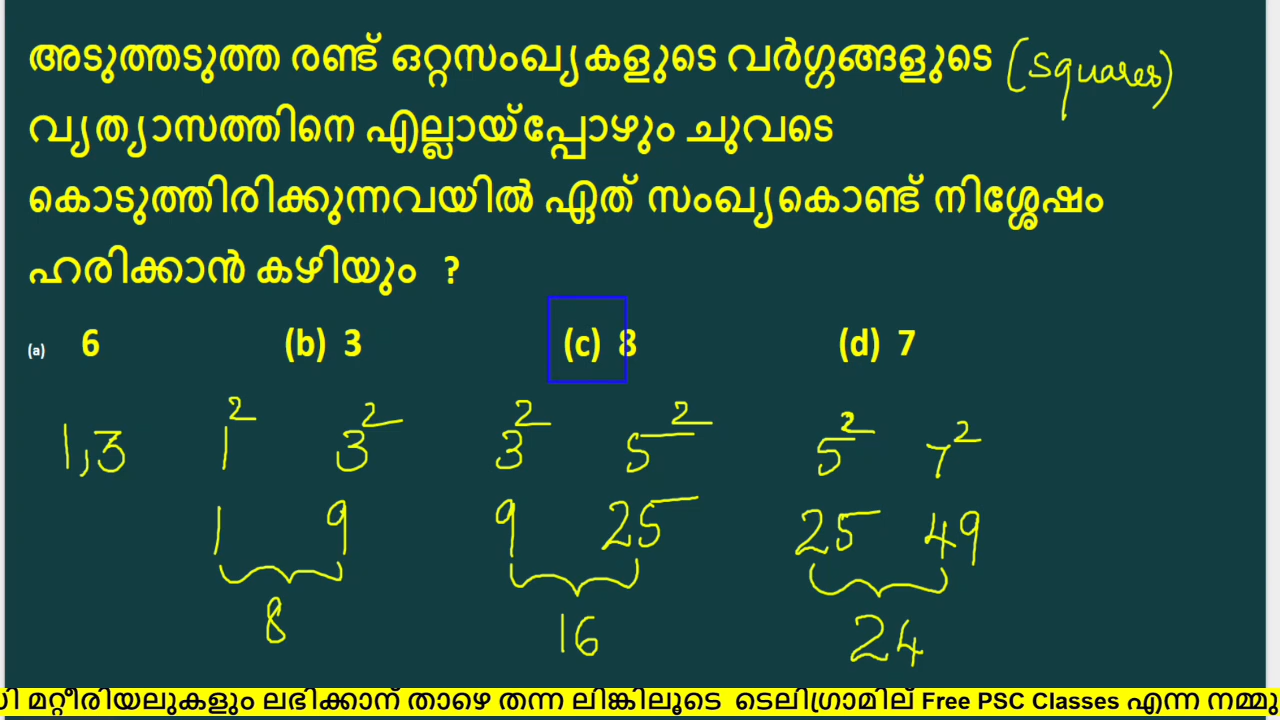 അടുത്തടുത്ത രണ്ട് ഒറ്റസംഖ്യകളുടെ വർഗ്ഗങ്ങളുടെ (squares)
വ്യത്യാസത്തിനെ എല്ലായ്പ്പോഴും ചുവടെ
കൊടുത്തിരിക്കുന്നവയിൽ ഏത് സംഖ്യകൊണ്ട് നിശ്ശേഷം
ഹരിക്കാൻ കഴിയും ?
(a) 6 (b) 3 (c) 8 (d) 7
1,3 1² 3² 3² 5² 5² 7²
1 9 9 25 25 49
8 16 24
മറ്റീരിയലുകളും ലഭിക്കാന് താഴെ തന്ന ലിങ്കിലൂടെ ടെലിഗ്രാമില് Free PSC Classes എന്ന